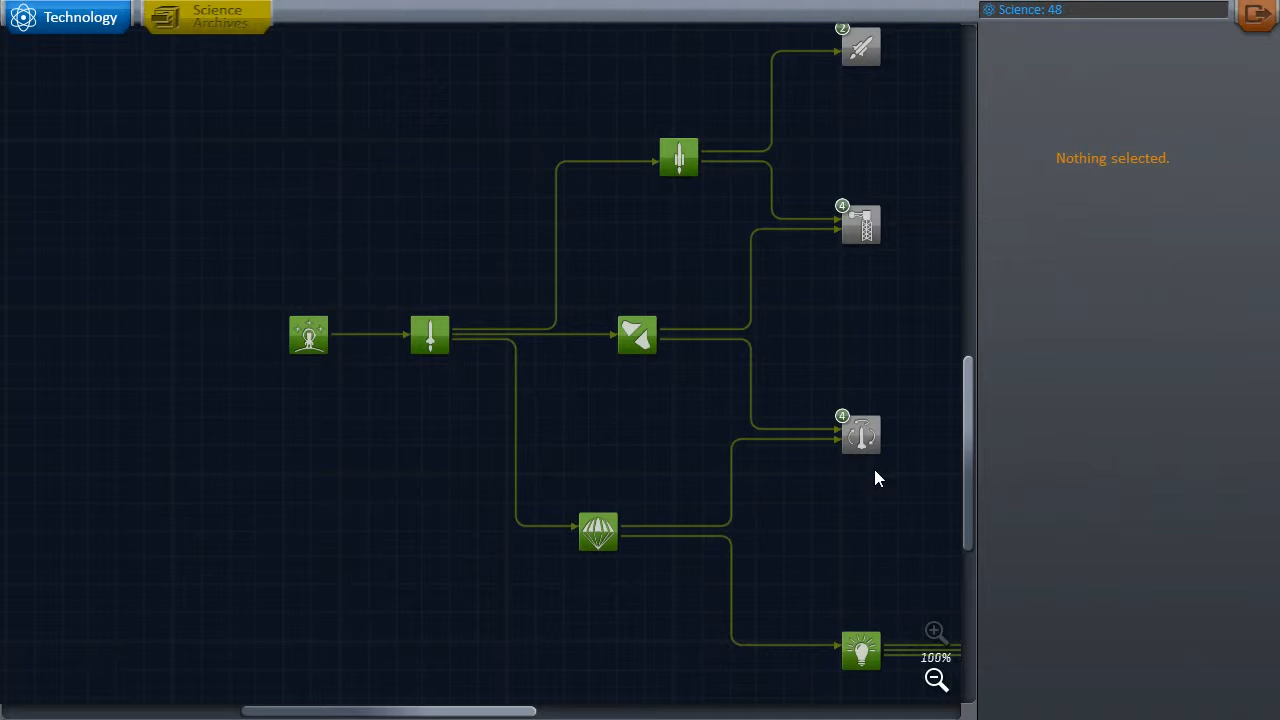 Technology
Science
Archives
Science: 48
2
Nothing selected.
4
4
100%